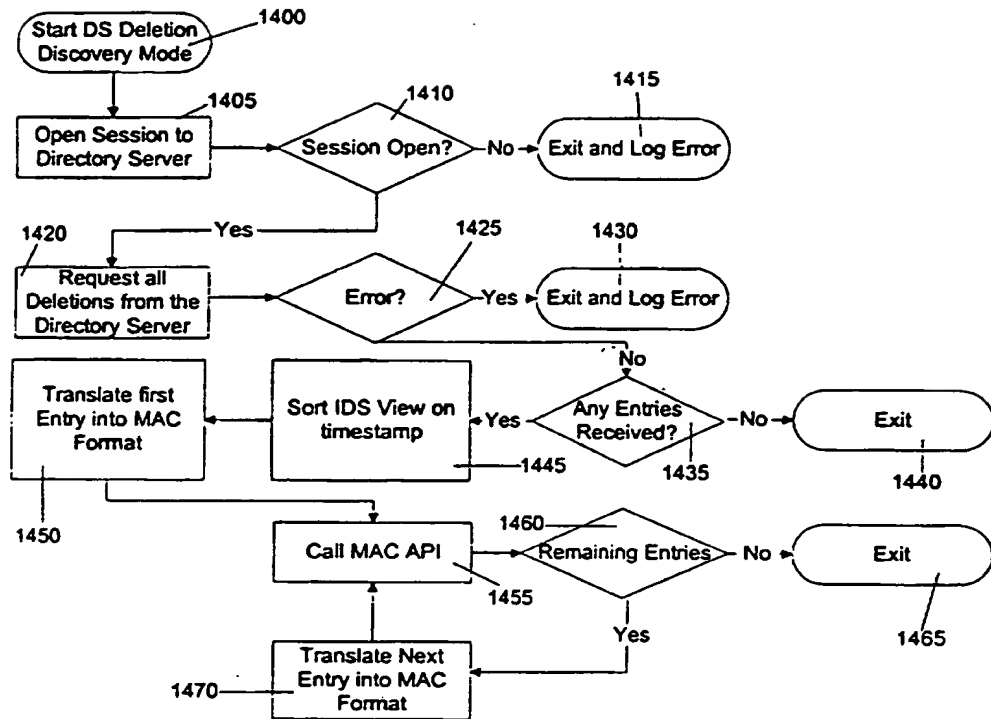 Start DS Deletion
Discovery Mode
1400
1405
Open Session to
Directory Server
1410
Session Open?
No
1415
Exit and Log Error
Yes
1420
Request all
Deletions from the
Directory Server
1425
Error?
Yes
1430
Exit and Log Error
No
Translate first
Entry into MAC
Format
1450
Sort IDS View on
timestamp
1445
Yes
Any Entries
Received?
1435
No
Exit
1440
Call MAC API
1455
1460
Remaining Entries
No
Exit
1465
Yes
Translate Next
Entry into MAC
Format
1470